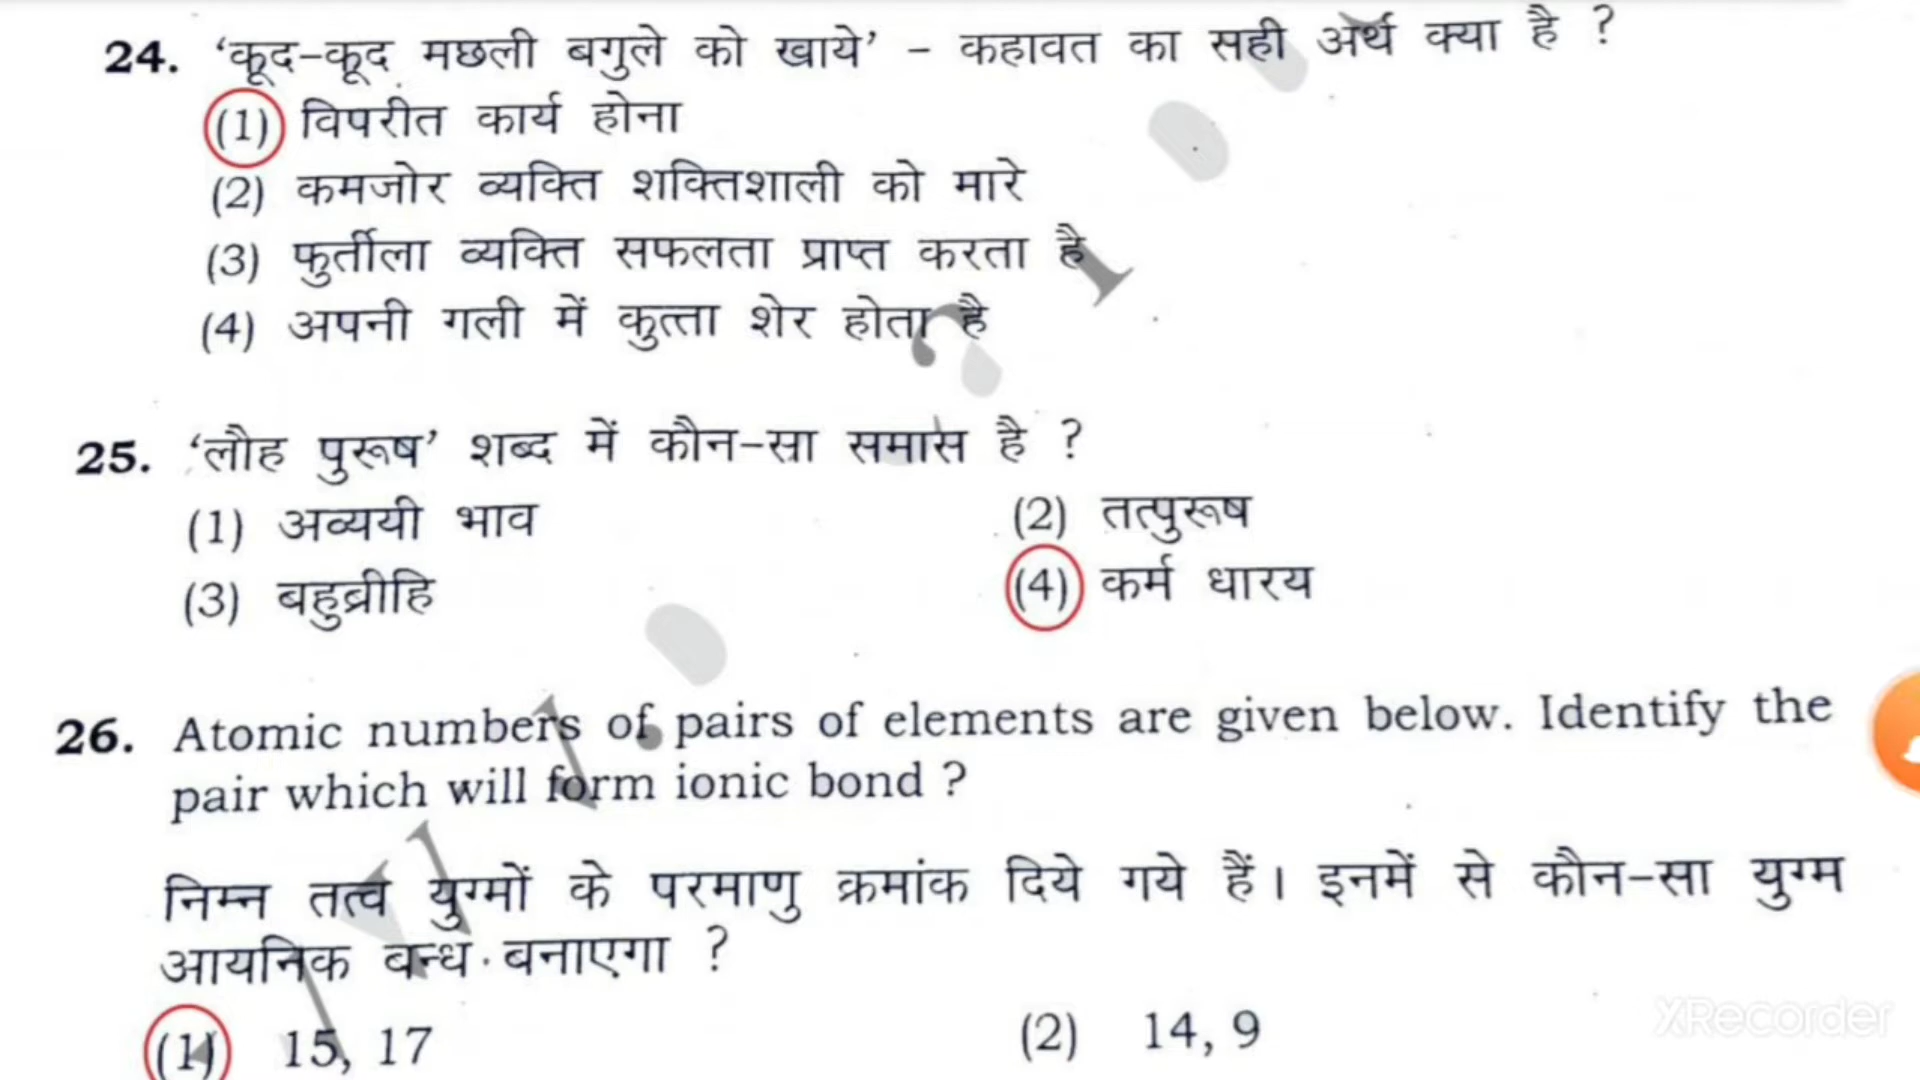 24. ‘कूद-कूद मछली बगुले को खाये’ – कहावत का सही अर्थ क्या है ?
(1) विपरीत कार्य होना
(2) कमजोर व्यक्ति शक्तिशाली को मारे
(3) फुर्तीला व्यक्ति सफलता प्राप्त करता है
(4) अपनी गली में कुत्ता शेर होता है
25. ‘लौह पुरूष’ शब्द में कौन-सा समास है ?
(1) अव्ययी भाव (2) तत्पुरूष
(3) बहुब्रीहि (4) कर्म धारय
26. Atomic numbers of pairs of elements are given below. Identify the
pair which will form ionic bond ?
निम्न तत्व युग्मों के परमाणु क्रमांक दिये गये हैं। इनमें से कौन-सा युग्म
आयनिक बन्ध बनाएगा ?
(1) 15, 17 (2) 14, 9
XRecorder